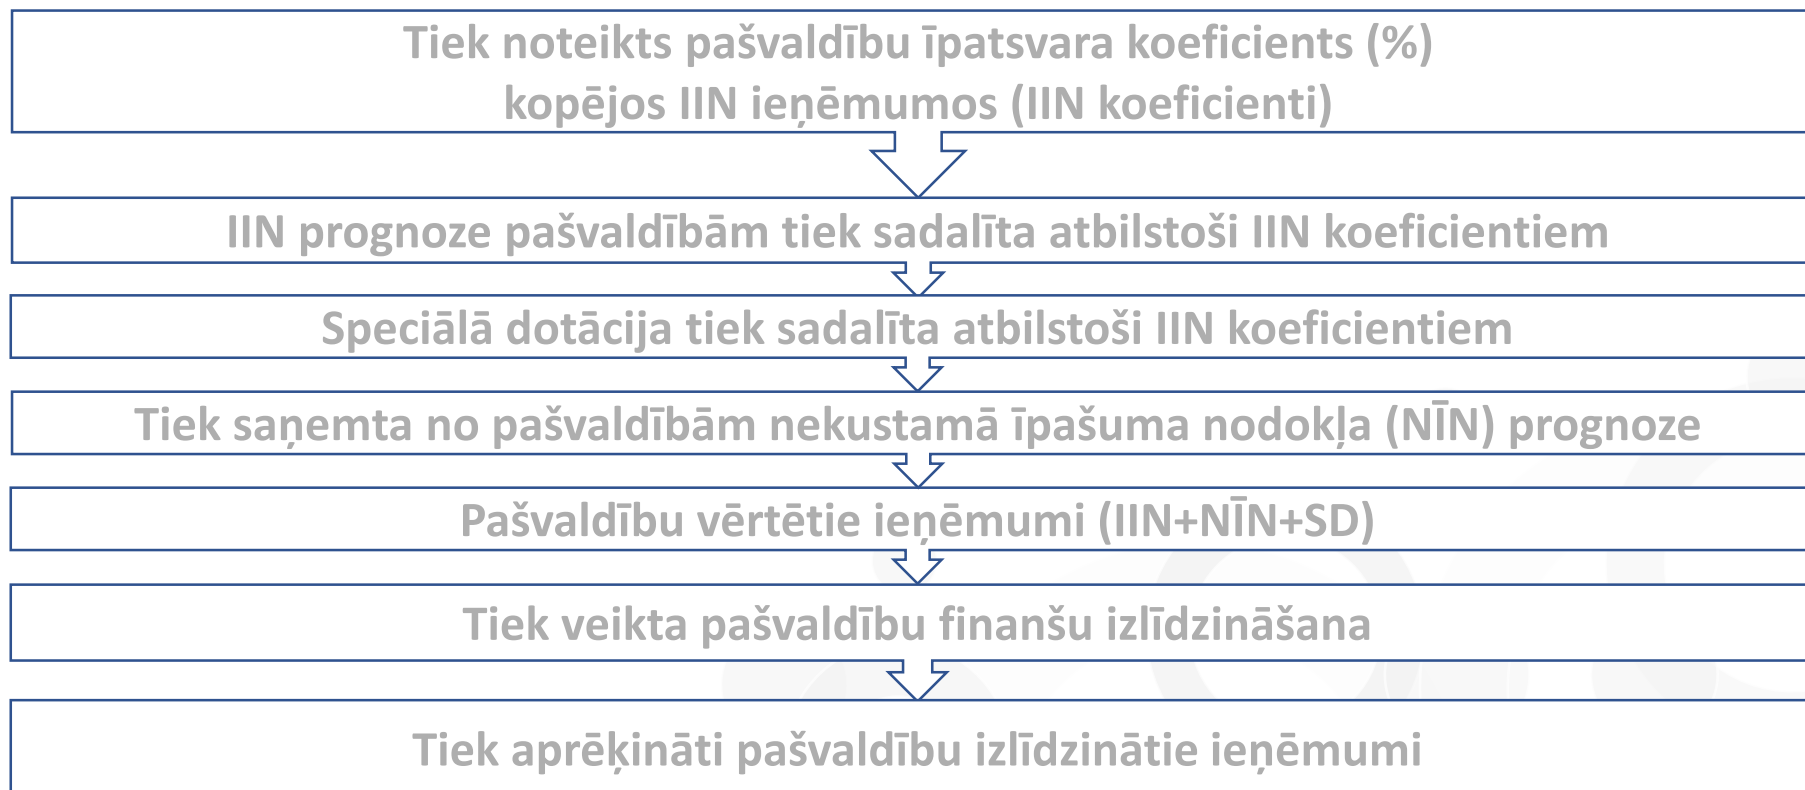 Tiek noteikts pašvaldību īpatsvara koeficients (%)
kopējos IIN ieņēmumos (IIN koeficienti)
IIN prognoze pašvaldībām tiek sadalīta atbilstoši IIN koeficientiem
Speciālā dotācija tiek sadalīta atbilstoši IIN koeficientiem
Tiek saņemta no pašvaldībām nekustamā īpašuma nodokļa (NĪN) prognoze
Pašvaldību vērtētie ieņēmumi (IIN+NĪN+SD)
Tiek veikta pašvaldību finanšu izlīdzināšana
Tiek aprēķināti pašvaldību izlīdzinātie ieņēmumi